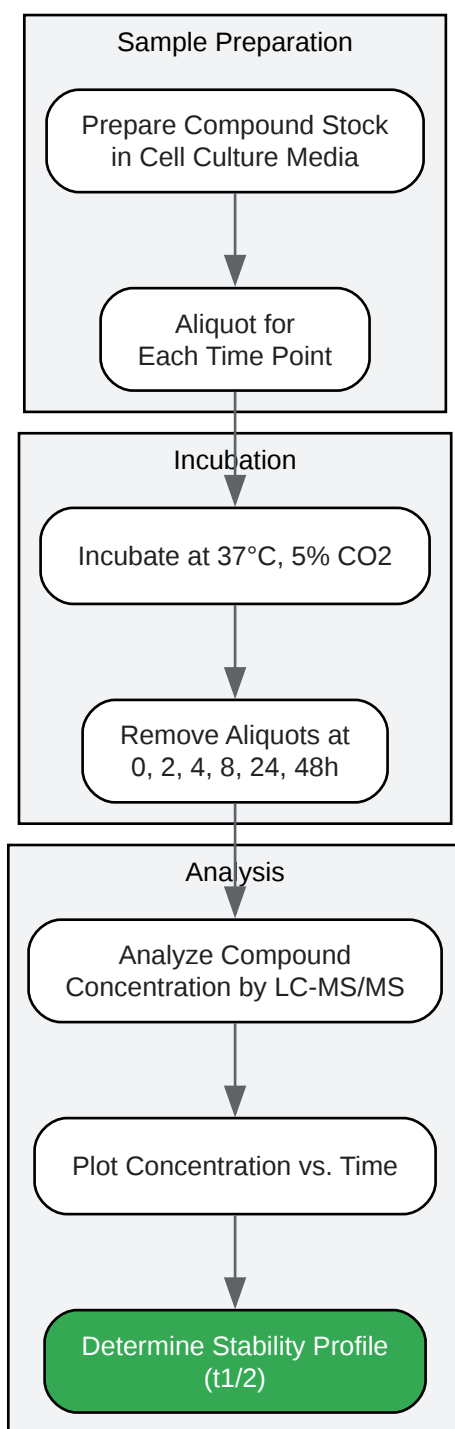 Sample Preparation
Prepare Compound Stock
in Cell Culture Media
Aliquot for
Each Time Point
Incubation
Incubate at 37°C, 5% CO2
Remove Aliquots at
0, 2, 4, 8, 24, 48h
Analysis
Analyze Compound
Concentration by LC-MS/MS
Plot Concentration vs. Time
Determine Stability Profile
(t1/2)